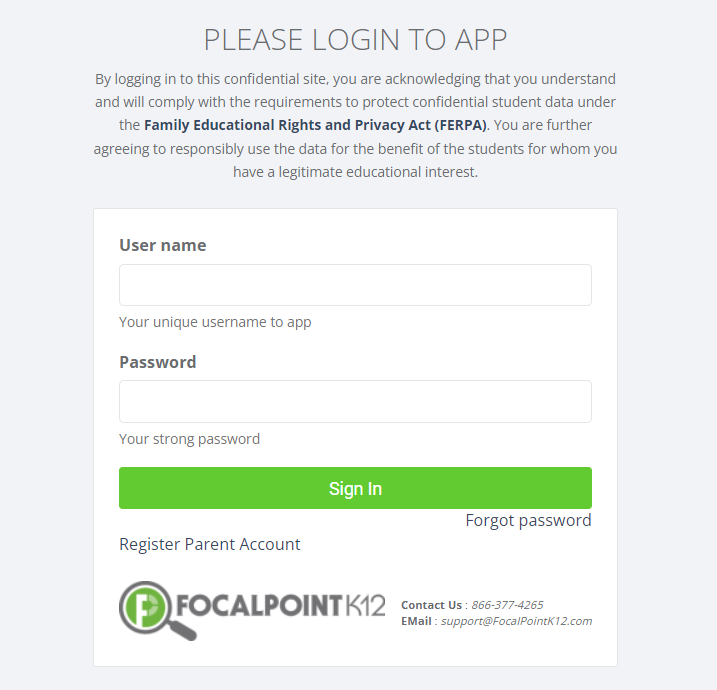 PLEASE LOGIN TO APP
By logging in to this confidential site, you are acknowledging that you understand
and will comply with the requirements to protect confidential student data under
the Family Educational Rights and Privacy Act (FERPA). You are further
agreeing to responsibly use the data for the benefit of the students for whom you
have a legitimate educational interest.
User name
Your unique username to app
Password
Your strong password
Sign In
Forgot password
Register Parent Account
FOCALPOINT K12
Contact Us : 866-377-4265
EMail : support@FocalPointK12.com